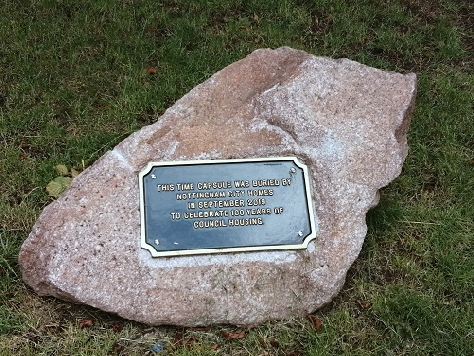 THIS TIME CAPSULE WAS BURIED BY
NOTTINGHAM CITY HOMES
IN SEPTEMBER 2019
TO CELEBRATE 100 YEARS OF
COUNCIL HOUSING